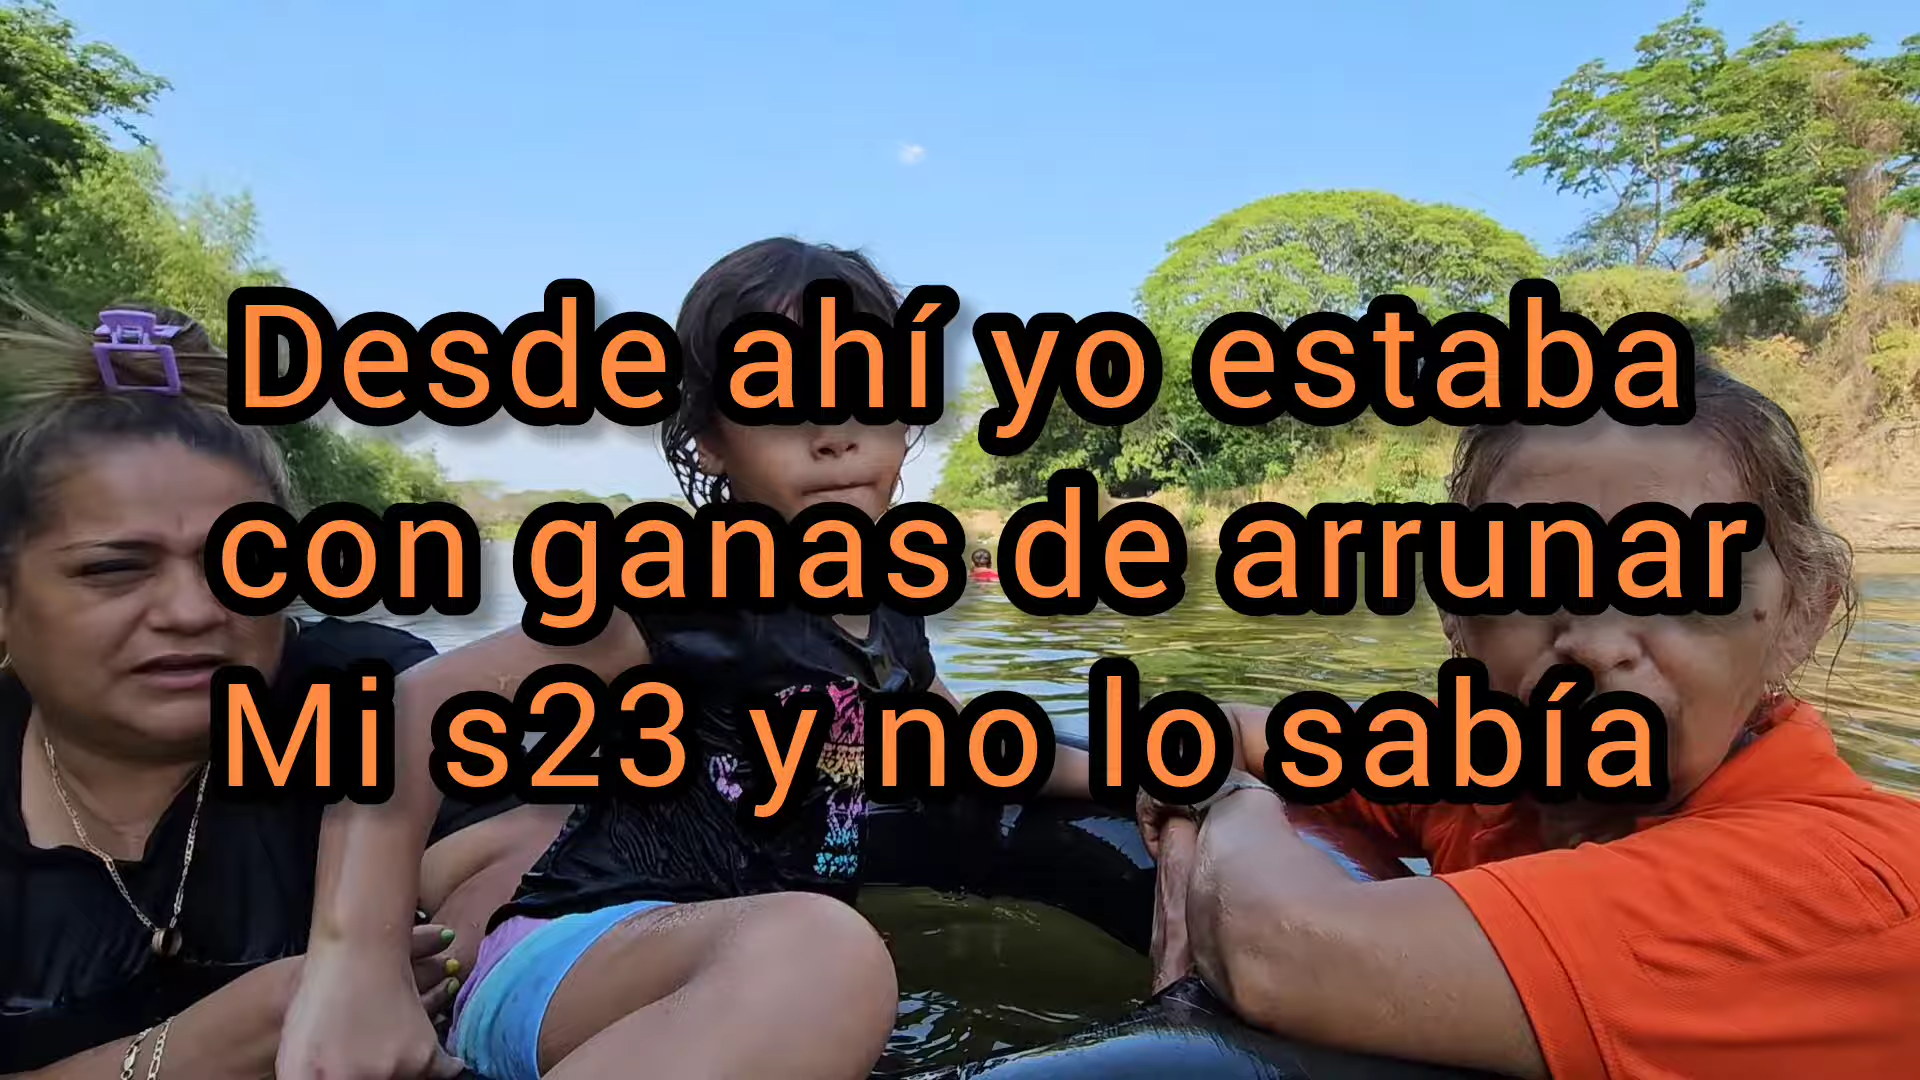 Desde ahí yo estaba
con ganas de arrunar
Mi s23 y no lo sabía